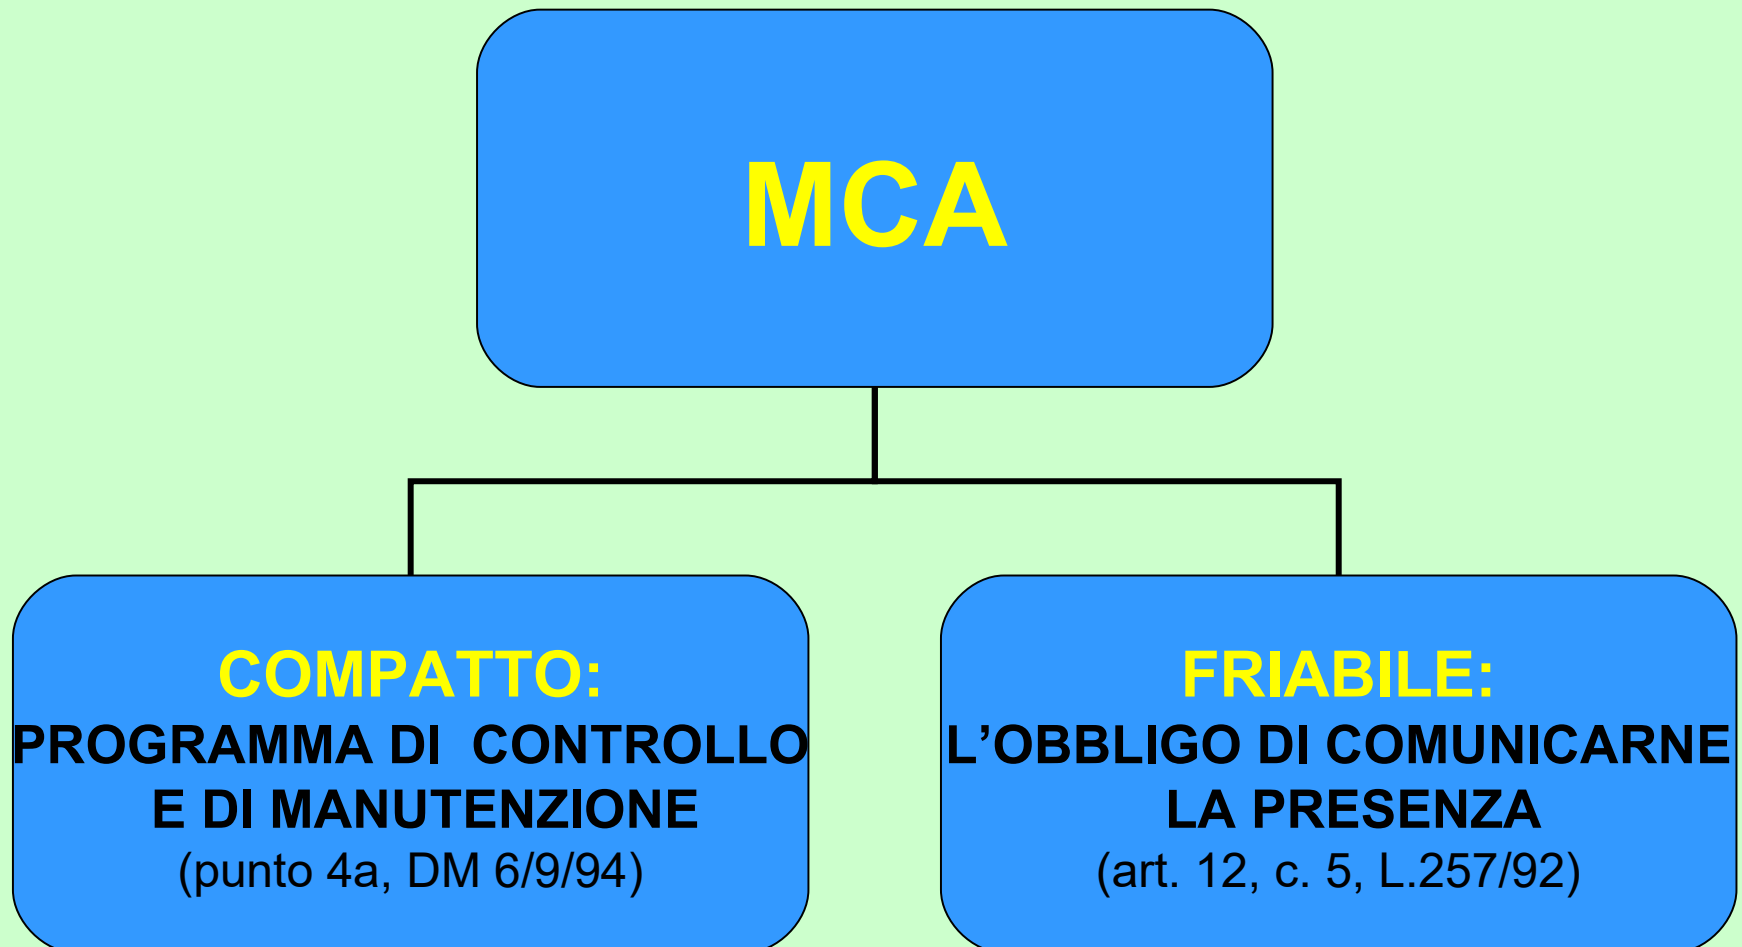 MCA
COMPATTO:
PROGRAMMA DI CONTROLLO
E DI MANUTENZIONE
(punto 4a, DM 6/9/94)
FRIABILE:
L’OBBLIGO DI COMUNICARNE
LA PRESENZA
(art. 12, c. 5, L.257/92)